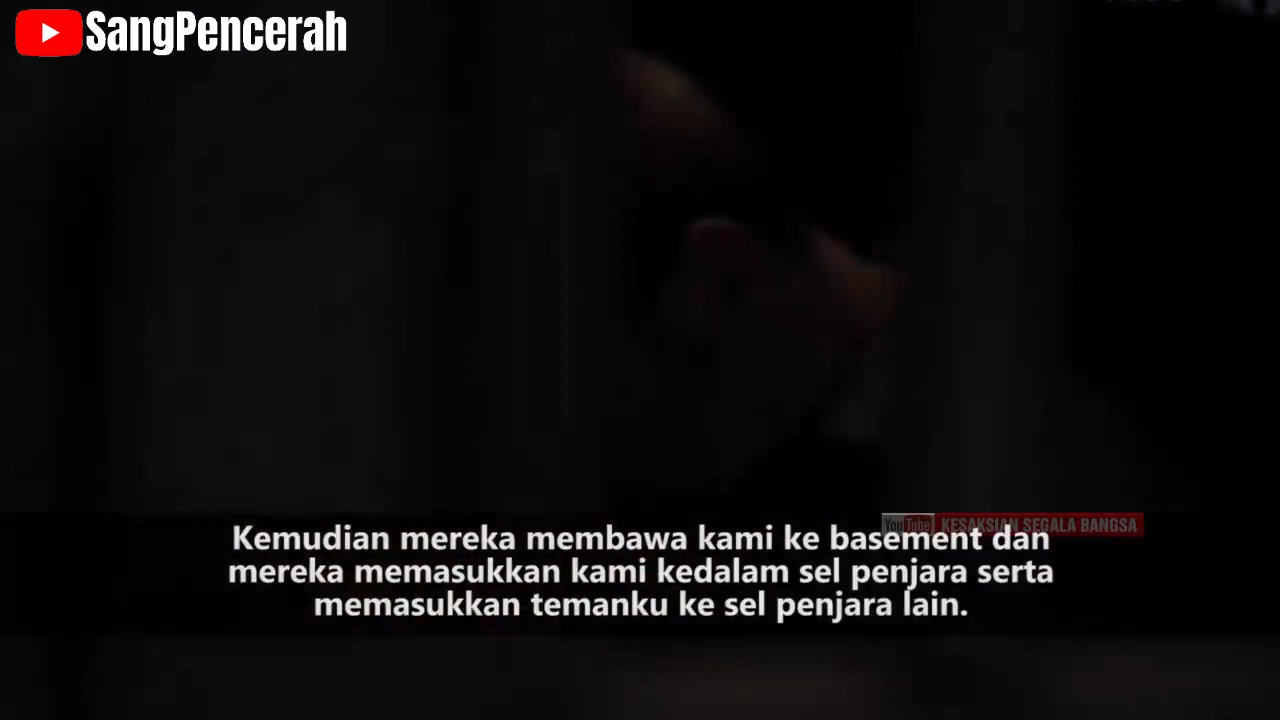 SangPencerah
YouTube KESAKSIAN SEGALA BANGSA
Kemudian mereka membawa kami ke basement dan
mereka memasukkan kami kedalam sel penjara serta
memasukkan temanku ke sel penjara lain.